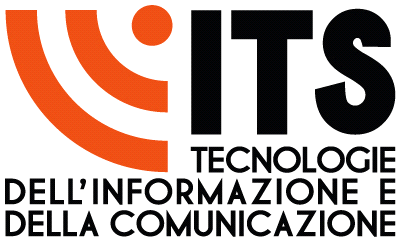 ITS
TECNOLOGIE
DELL'INFORMAZIONE E
DELLA COMUNICAZIONE